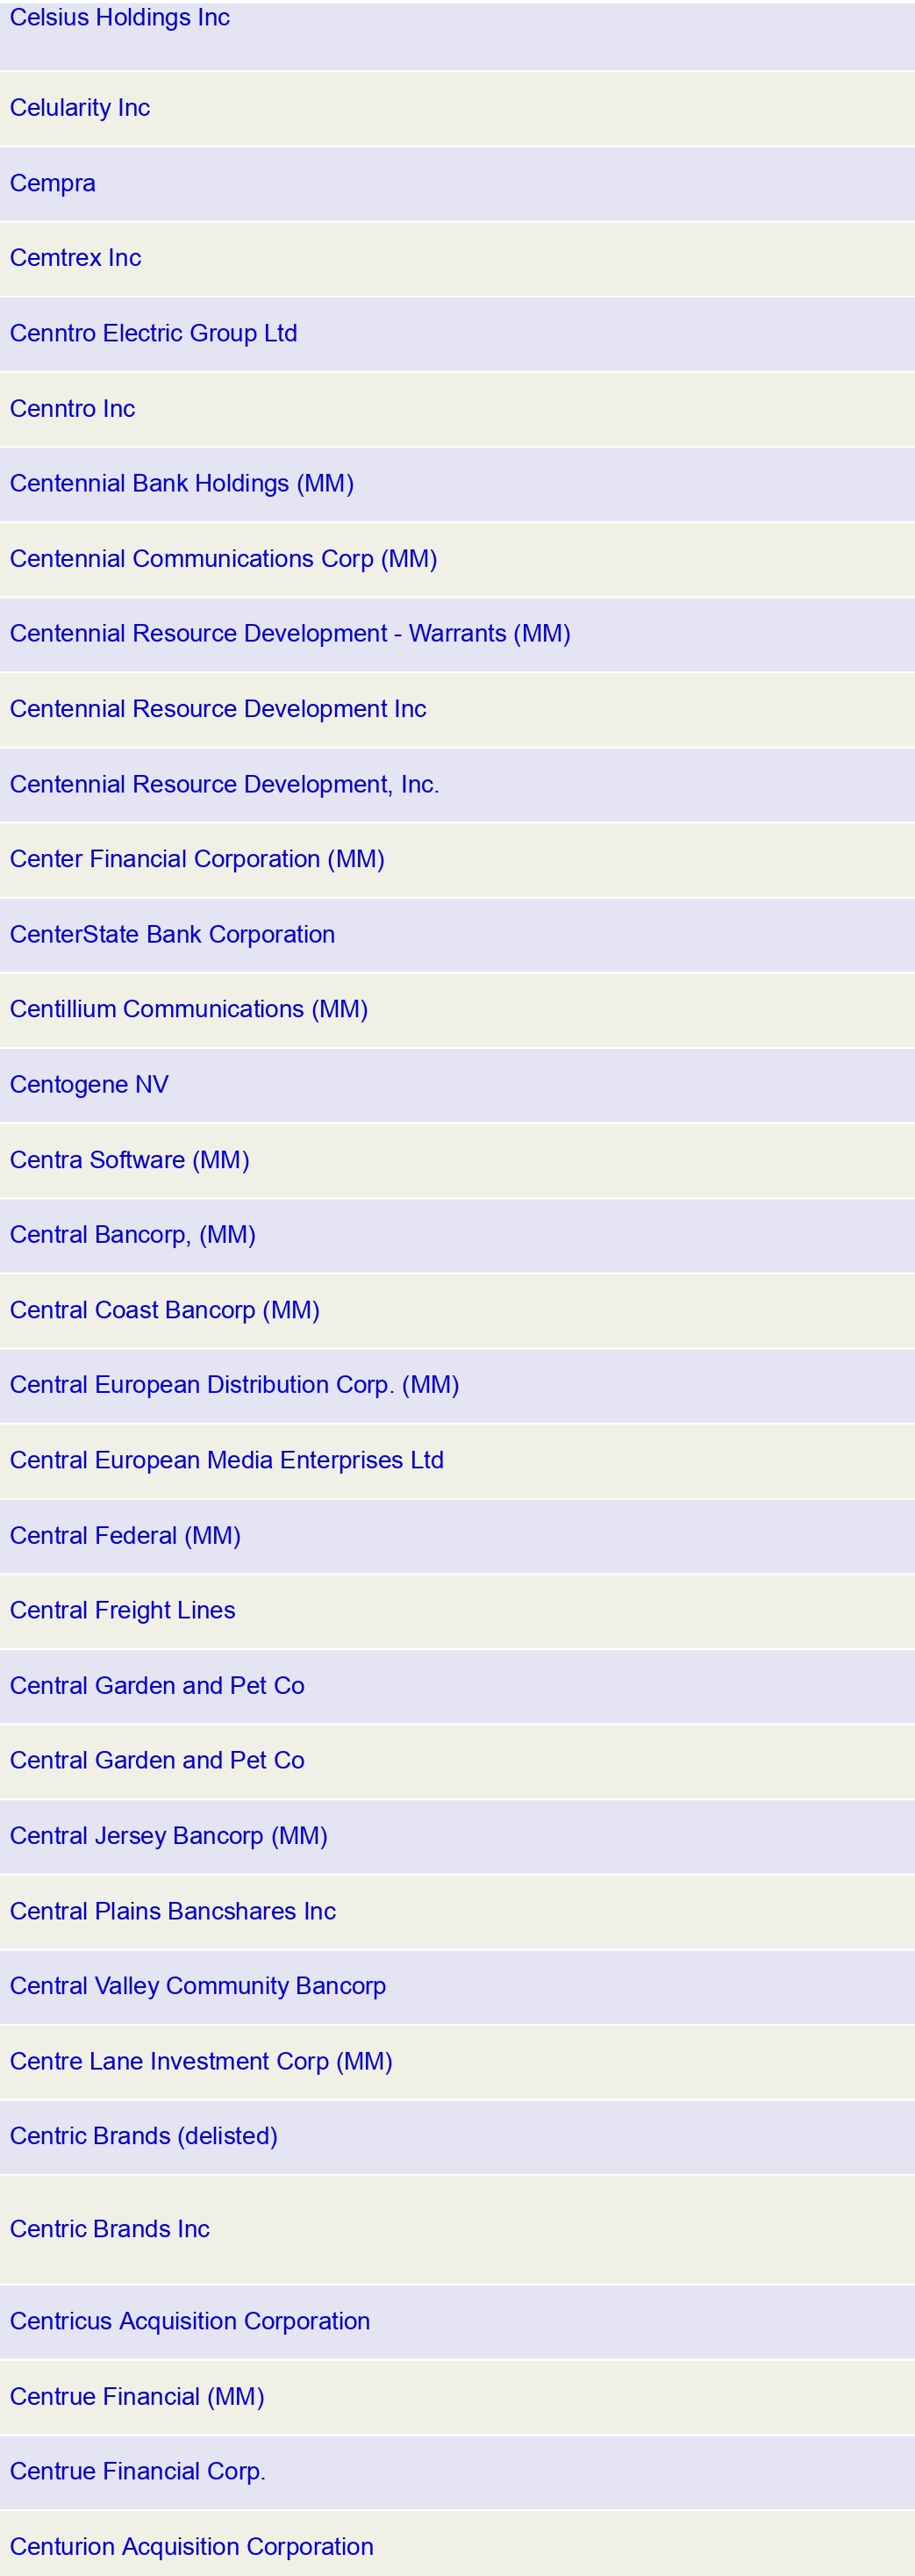 Celsius Holdings Inc
Celularity Inc
Cempra
Cemtrex Inc
Cenntro Electric Group Ltd
Cenntro Inc
Centennial Bank Holdings (MM)
Centennial Communications Corp (MM)
Centennial Resource Development - Warrants (MM)
Centennial Resource Development Inc
Centennial Resource Development, Inc.
Center Financial Corporation (MM)
CenterState Bank Corporation
Centillium Communications (MM)
Centogene NV
Centra Software (MM)
Central Bancorp, (MM)
Central Coast Bancorp (MM)
Central European Distribution Corp. (MM)
Central European Media Enterprises Ltd
Central Federal (MM)
Central Freight Lines
Central Garden and Pet Co
Central Garden and Pet Co
Central Jersey Bancorp (MM)
Central Plains Bancshares Inc
Central Valley Community Bancorp
Centre Lane Investment Corp (MM)
Centric Brands (delisted)
Centric Brands Inc
Centricus Acquisition Corporation
Centrue Financial (MM)
Centrue Financial Corp.
Centurion Acquisition Corporation